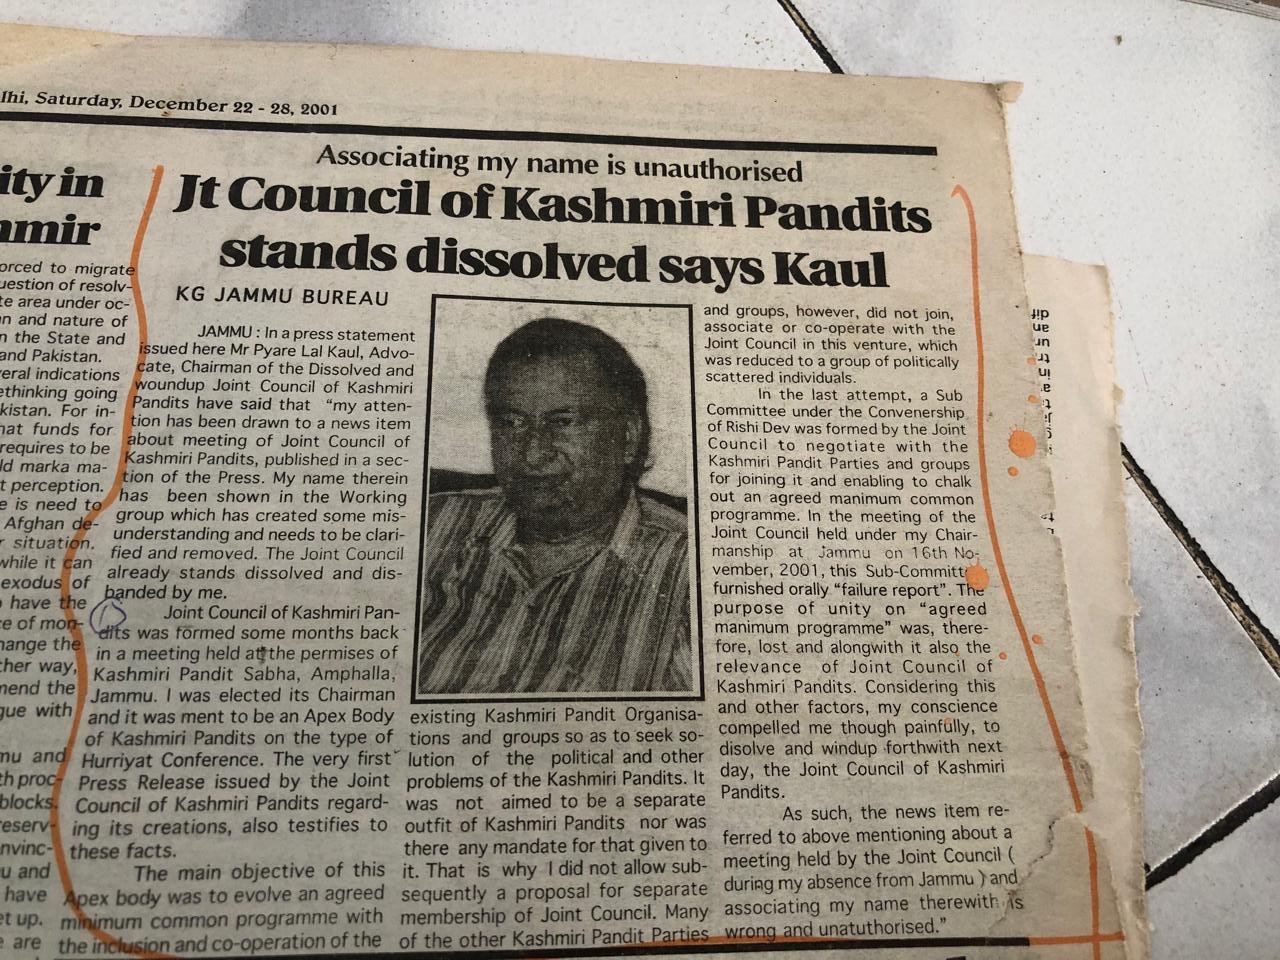 lhi, Saturday, December 22 - 28, 2001
ity in
mir
orced to migrate
uestion of resolv-
te area under oc-
n and nature of
n the State and
and Pakistan.
eral indications
ethinking going
kistan. For in-
hat funds for
requires to be
ld marka ma-
t perception.
e is need to
Afghan de-
r situation.
while it can
exodus of
o have the
ce of mon-
hange the
ther way,
mend the
gue with
mu and
th proc-
blocks.
reserv-
nvinc-
u and
have
et up.
e are
Associating my name is unauthorised
Jt Council of Kashmiri Pandits
stands dissolved says Kaul
KG JAMMU BUREAU
JAMMU : In a press statement
issued here Mr Pyare Lal Kaul, Advo-
cate, Chairman of the Dissolved and
woundup Joint Council of Kashmiri
Pandits have said that "my atten-
tion has been drawn to a news item
about meeting of Joint Council of
Kashmiri Pandits, published in a sec-
tion of the Press. My name therein
has been shown in the Working
group which has created some mis-
understanding and needs to be clari-
fied and removed. The Joint Council
already stands dissolved and dis-
banded by me.
Joint Council of Kashmiri Pan-
dits was formed some months back
in a meeting held at the permises of
Kashmiri Pandit Sabha, Amphalla,
Jammu. I was elected its Chairman
and it was ment to be an Apex Body
of Kashmiri Pandits on the type of
Hurriyat Conference. The very first
Press Release issued by the Joint
Council of Kashmiri Pandits regard-
ing its creations, also testifies to
these facts.
The main objective of this
Apex body was to evolve an agreed
minimum common programme with
the inclusion and co-operation of the
existing Kashmiri Pandit Organisa-
tions and groups so as to seek so-
lution of the political and other
problems of the Kashmiri Pandits. It
was not aimed to be a separate
outfit of Kashmiri Pandits nor was
there any mandate for that given to
it. That is why I did not allow sub-
sequently a proposal for separate
membership of Joint Council. Many
of the other Kashmiri Pandit Parties
and groups, however, did not join,
associate or co-operate with the
Joint Council in this venture, which
was reduced to a group of politically
scattered individuals.
In the last attempt, a Sub
Committee under the Convenership
of Rishi Dev was formed by the Joint
Council to negotiate with the
Kashmiri Pandit Parties and groups
for joining it and enabling to chalk
out an agreed manimum common
programme. In the meeting of the
Joint Council held under my Chair-
manship at Jammu on 16th No-
vember, 2001, this Sub-Committ
furnished orally "failure report". The
purpose of unity on "agreed
manimum programme" was, there-
fore, lost and alongwith it also the
relevance of Joint Council of
Kashmiri Pandits. Considering this
and other factors, my conscience
compelled me though painfully, to
disolve and windup forthwith next
day, the Joint Council of Kashmiri
Pandits.
As such, the news item re-
ferred to above mentioning about a
meeting held by the Joint Council (
during my absence from Jammu ) and
associating my name therewith is
wrong and unatuthorised."